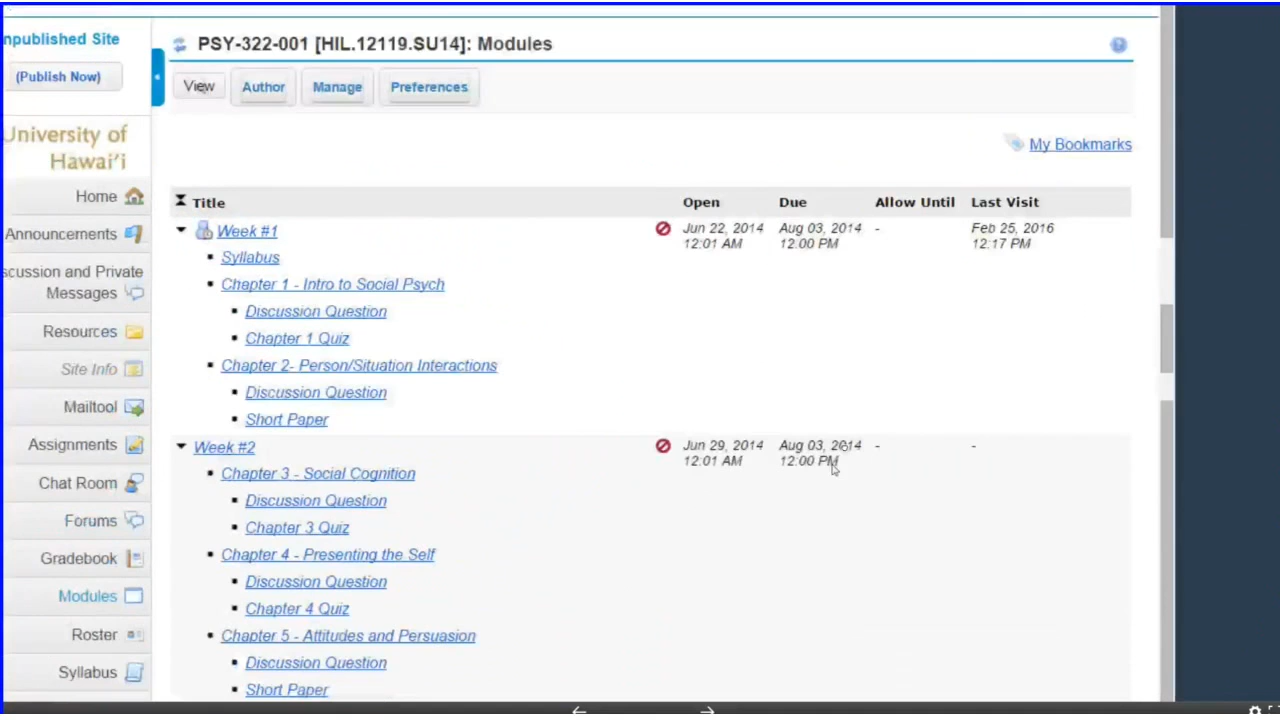 npublished Site
(Publish Now)
University of
Hawai'i
Home
Announcements
scussion and Private
Messages
Resources
Site Info
Mailtool
Assignments
Chat Room
Forums
Gradebook
Modules
Roster
Syllabus
PSY-322-001 [HIL.12119.SU14]: Modules
View Author Manage Preferences
My Bookmarks
Title Open Due Allow Until Last Visit
Week #1 Jun 22, 2014 Aug 03, 2014 - Feb 25, 2016
12:01 AM 12:00 PM 12:17 PM
Syllabus
Chapter 1 - Intro to Social Psych
Discussion Question
Chapter 1 Quiz
Chapter 2- Person/Situation Interactions
Discussion Question
Short Paper
Week #2 Jun 29, 2014 Aug 03, 2014 - -
12:01 AM 12:00 PM
Chapter 3 - Social Cognition
Discussion Question
Chapter 3 Quiz
Chapter 4 - Presenting the Self
Discussion Question
Chapter 4 Quiz
Chapter 5 - Attitudes and Persuasion
Discussion Question
Short Paper